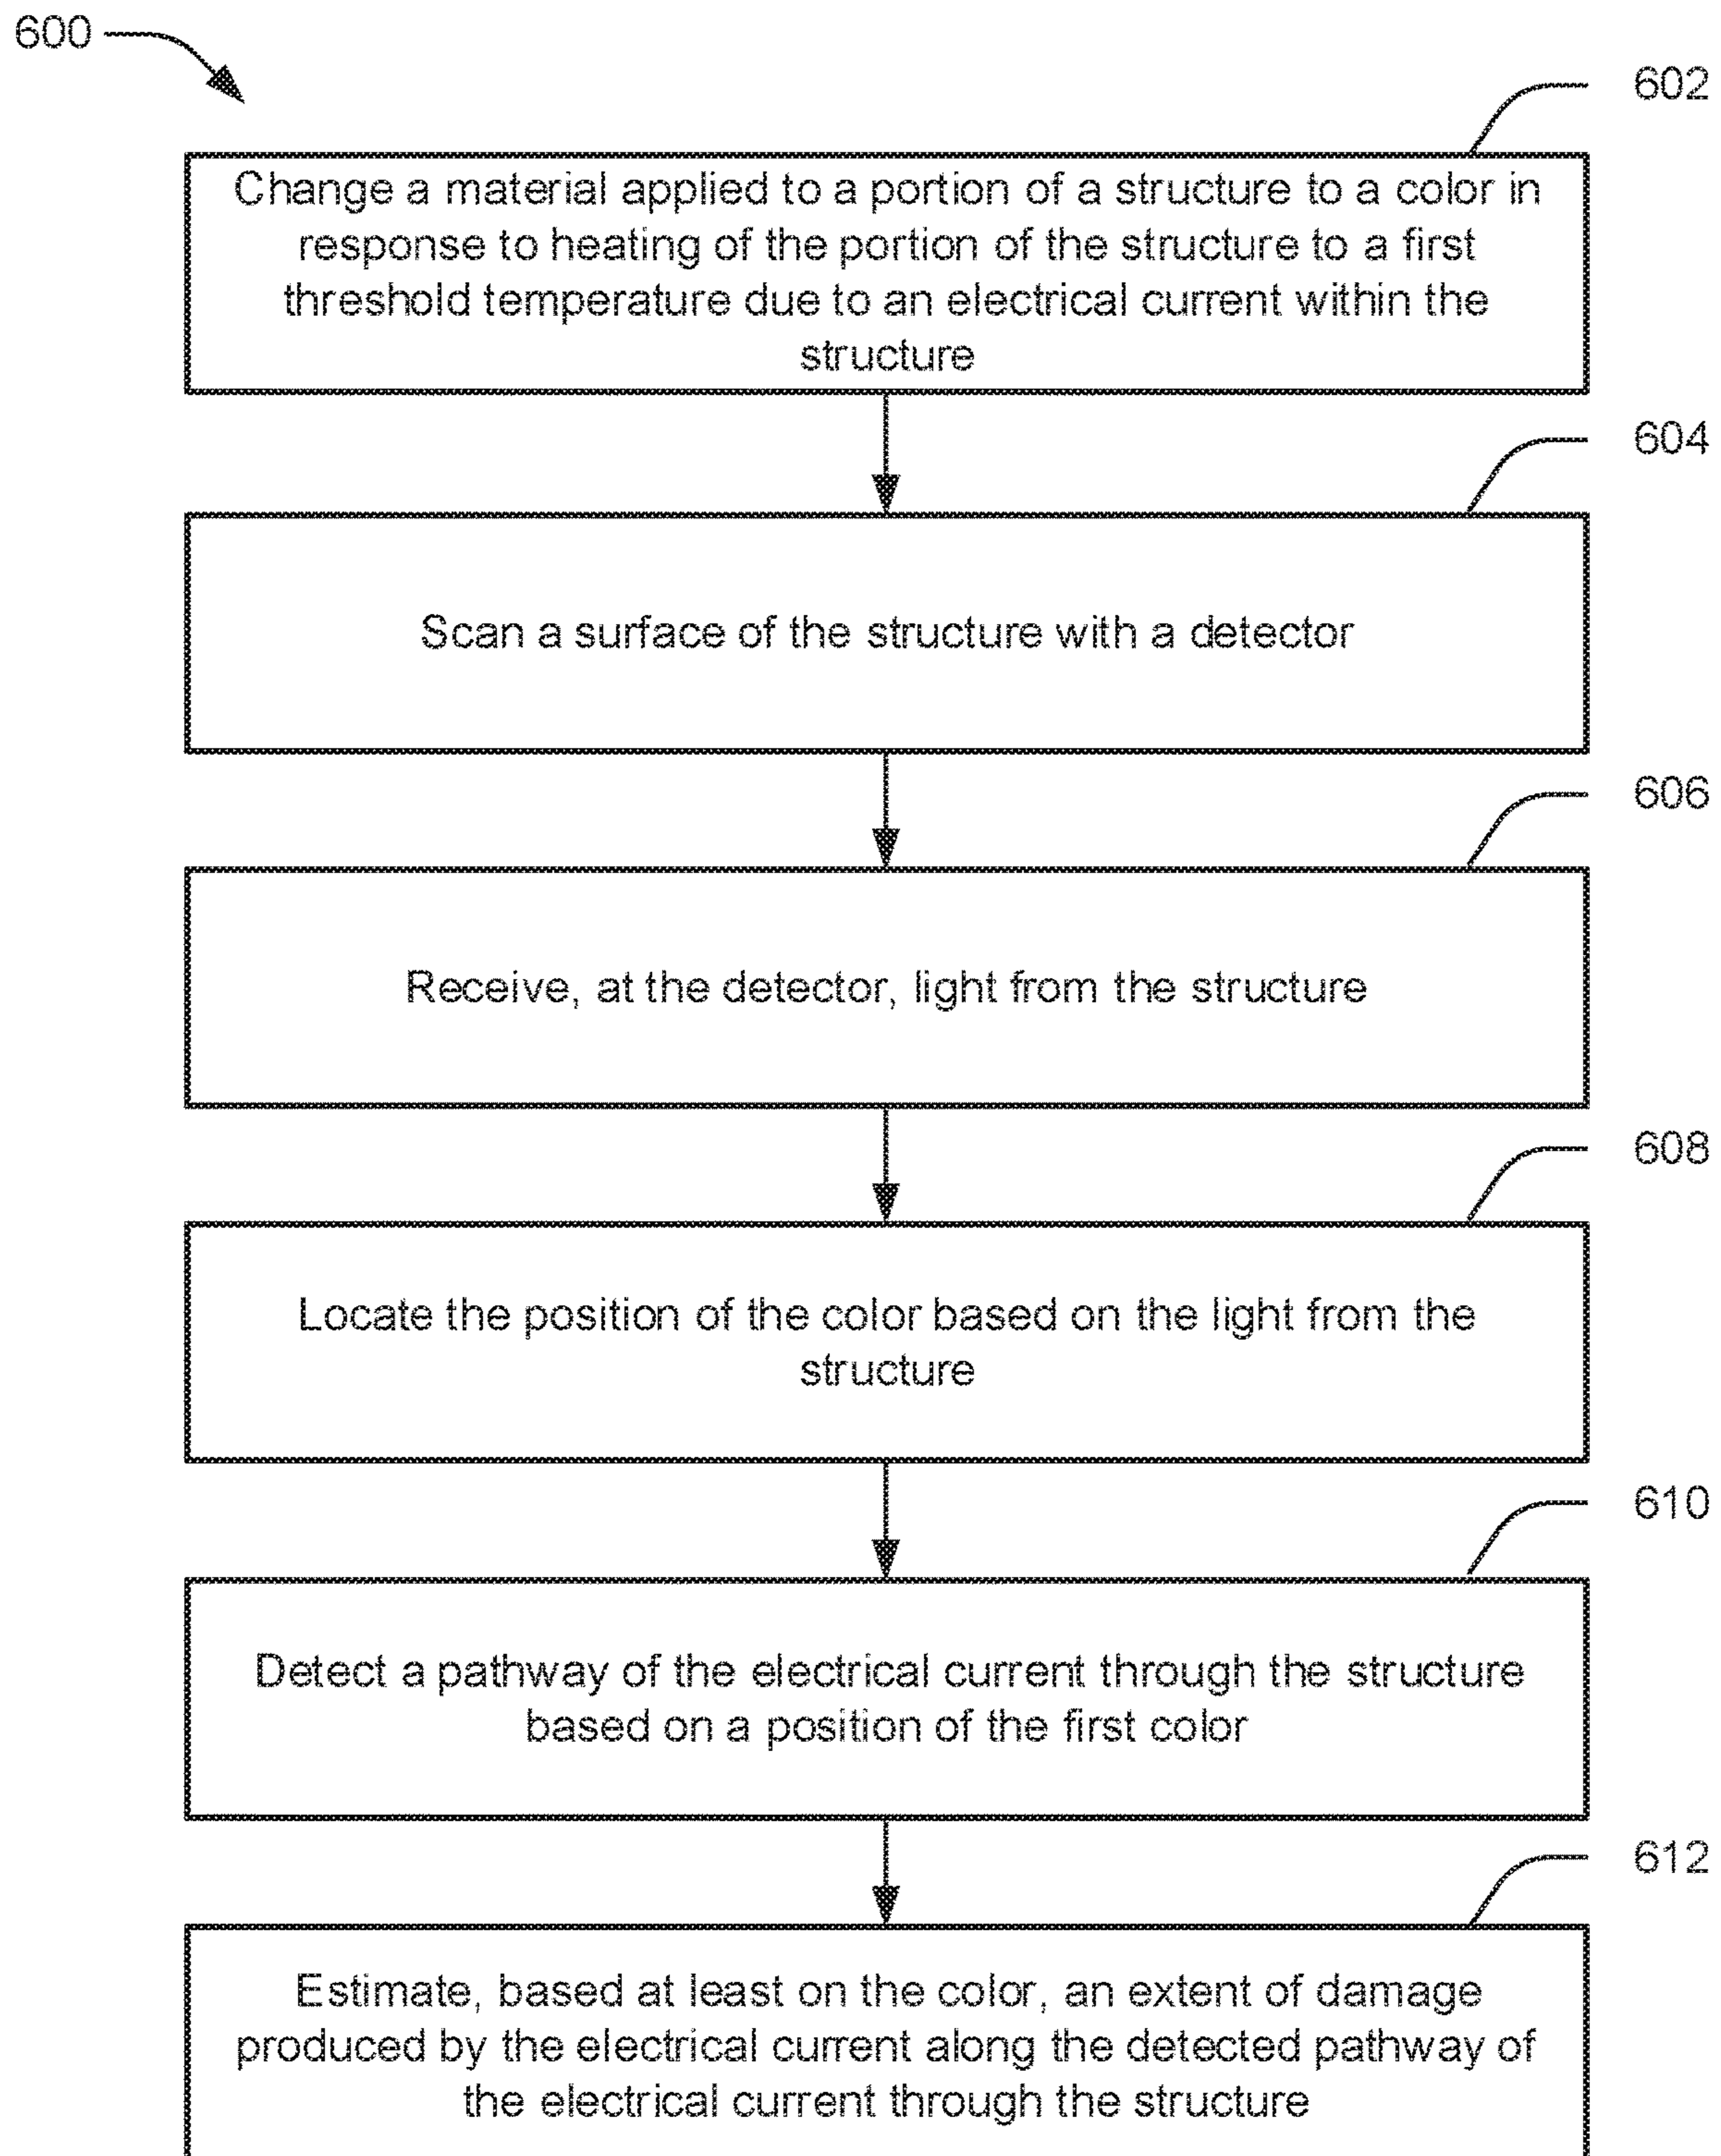 600
602
Change a material applied to a portion of a structure to a color in
response to heating of the portion of the structure to a first
threshold temperature due to an electrical current within the
structure
604
Scan a surface of the structure with a detector
606
Receive, at the detector, light from the structure
608
Locate the position of the color based on the light from the
structure
610
Detect a pathway of the electrical current through the structure
based on a position of the first color
612
Estimate, based at least on the color, an extent of damage
produced by the electrical current along the detected pathway of
the electrical current through the structure